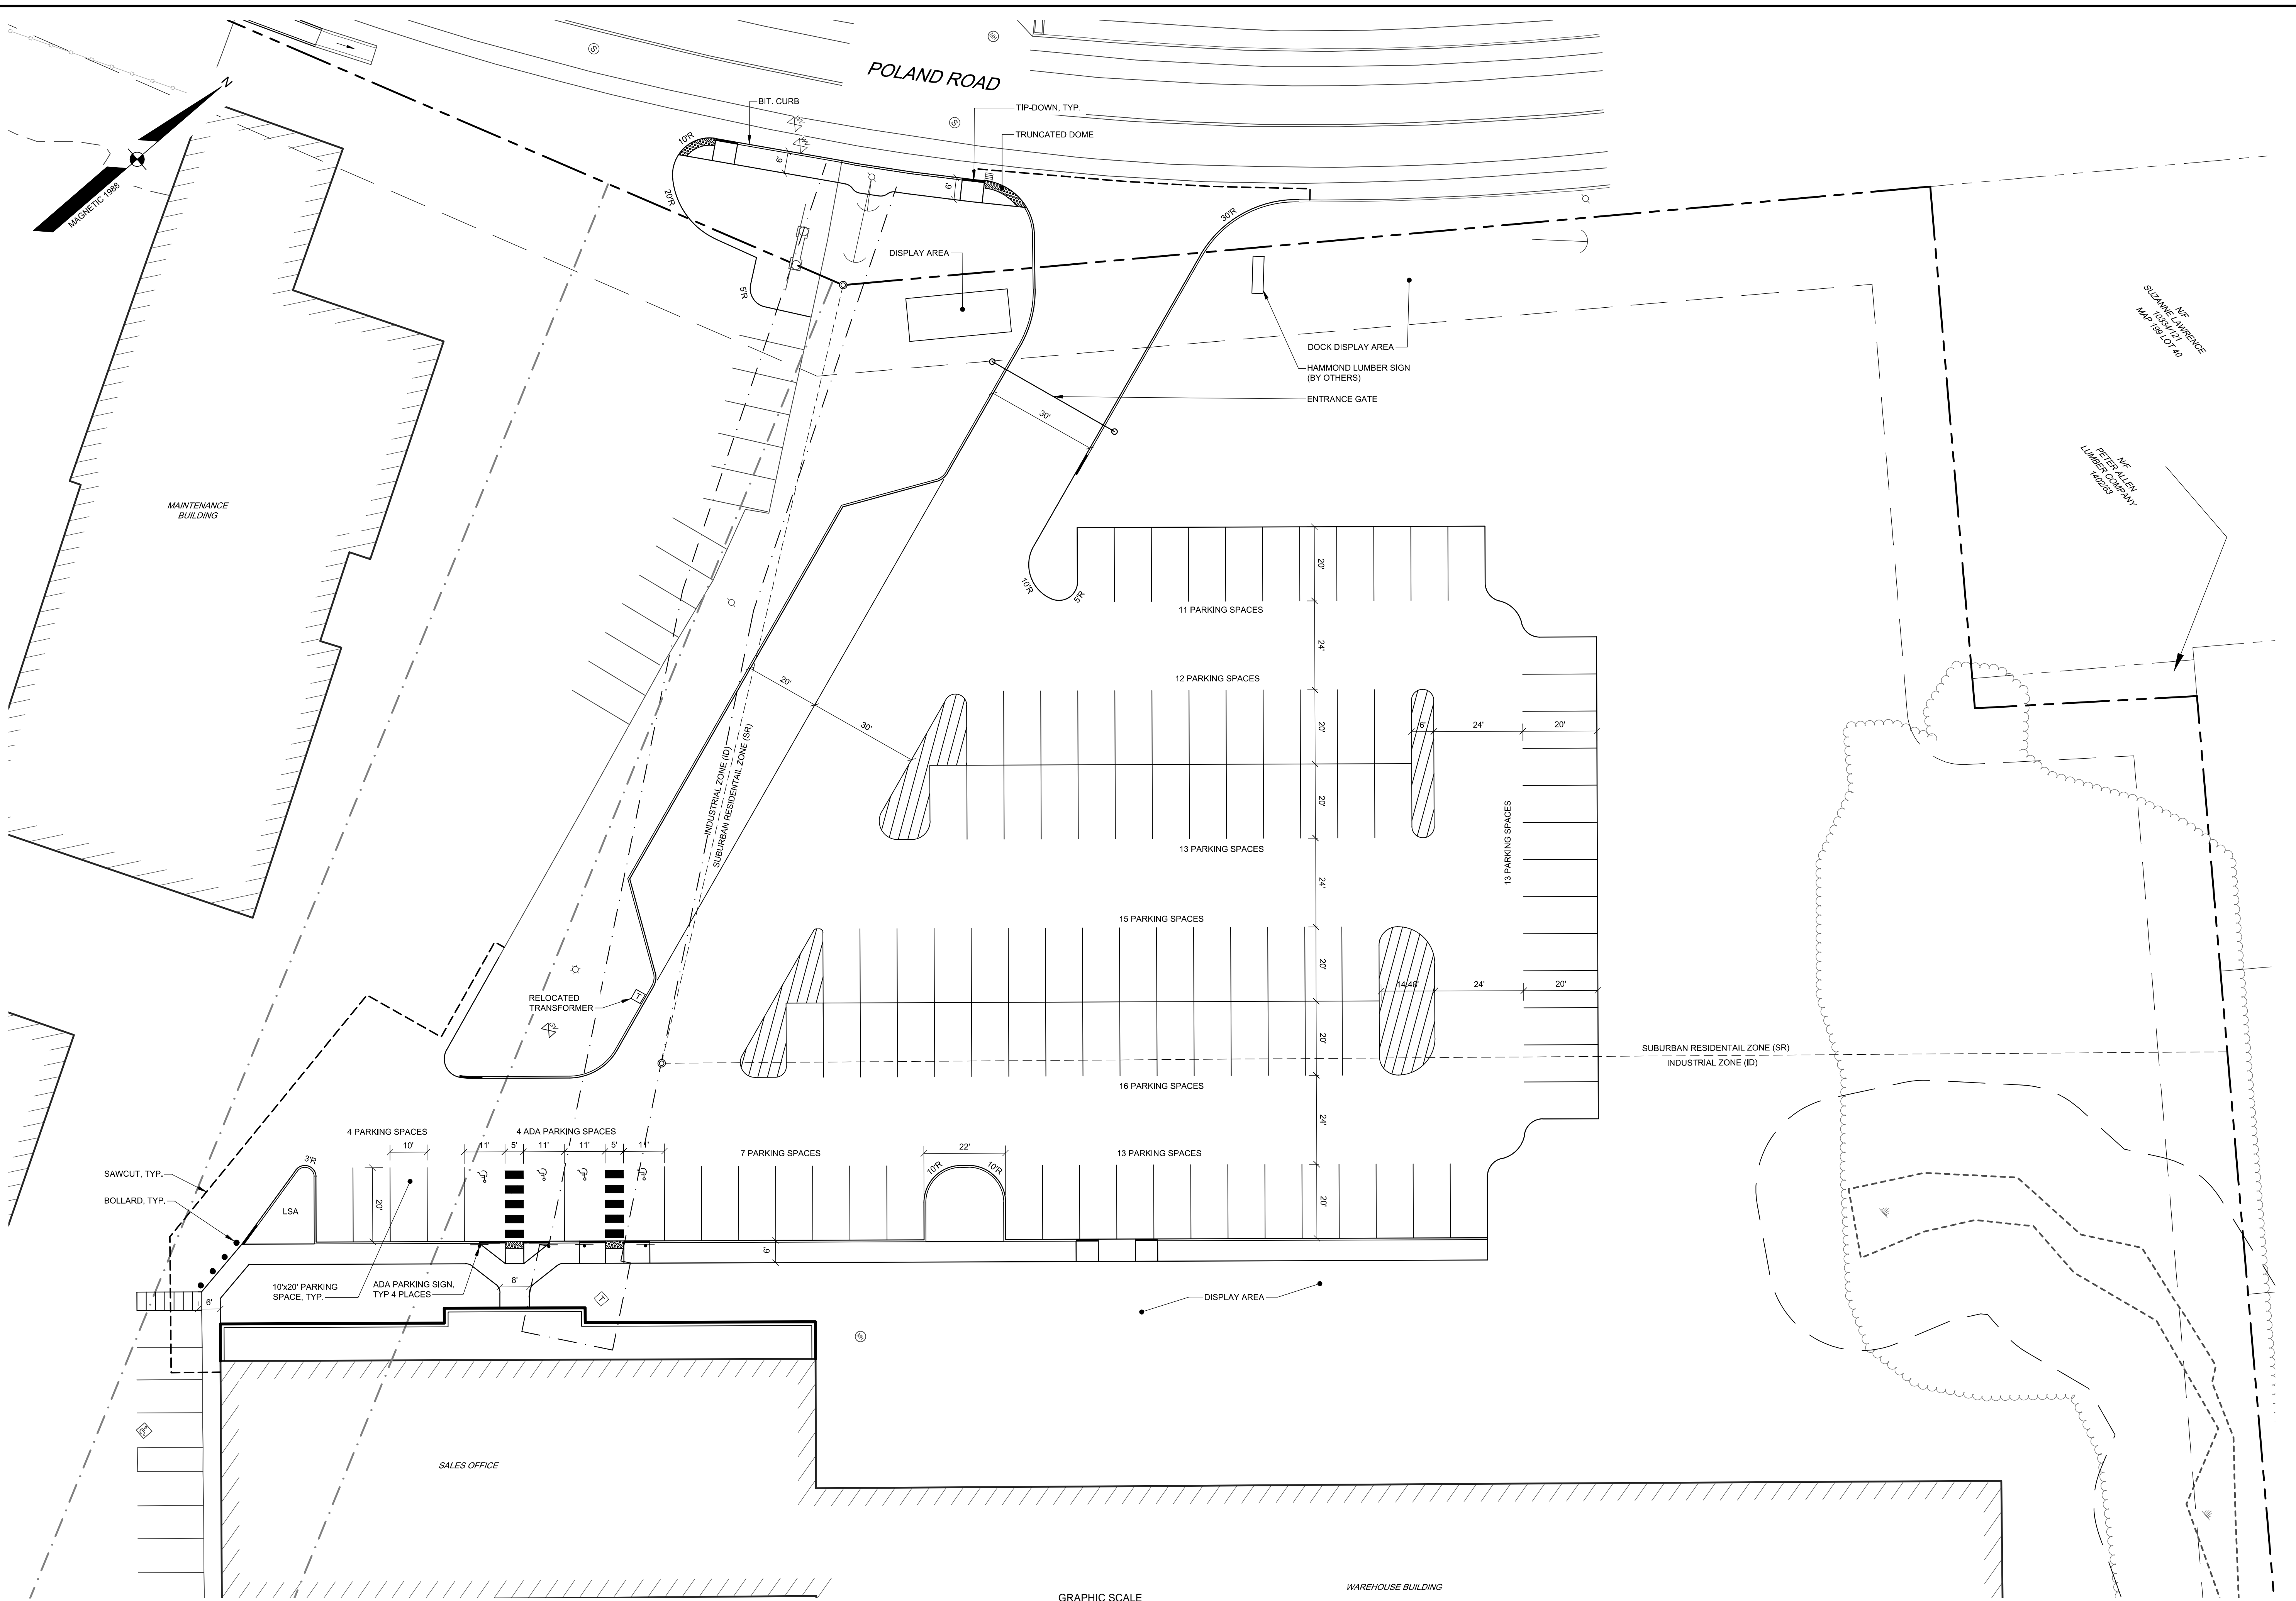 POLAND ROAD
N
MAGNETIC 1988
BIT. CURB
TIP-DOWN, TYP.
TRUNCATED DOME
10'R
6'
6'
20'R
30'R
DISPLAY AREA
5'R
DOCK DISPLAY AREA
HAMMOND LUMBER SIGN
(BY OTHERS)
ENTRANCE GATE
30'
N/F
SUZANNE LAWRENCE
10334/121
MAP 199 LOT 40
N/F
PETER ALLEN
LUMBER COMPANY
1402/63
MAINTENANCE
BUILDING
10'R
5'R
20'
11 PARKING SPACES
24'
12 PARKING SPACES
20'
30'
20'
6'
24'
20'
INDUSTRIAL ZONE (ID)
SUBURBAN RESIDENTAIL ZONE (SR)
20'
13 PARKING SPACES
13 PARKING SPACES
24'
15 PARKING SPACES
20'
14.48'
24'
20'
RELOCATED
TRANSFORMER
T
20'
SUBURBAN RESIDENTAIL ZONE (SR)
INDUSTRIAL ZONE (ID)
16 PARKING SPACES
24'
4 PARKING SPACES
10'
4 ADA PARKING SPACES
11'
5'
11'
11'
5'
11'
7 PARKING SPACES
22'
13 PARKING SPACES
3'R
10'R
10'R
SAWCUT, TYP.
BOLLARD, TYP.
20'
20'
LSA
6'
10'x20' PARKING
SPACE, TYP.
ADA PARKING SIGN,
TYP 4 PLACES
8'
T
6'
DISPLAY AREA
SALES OFFICE
GRAPHIC SCALE
WAREHOUSE BUILDING